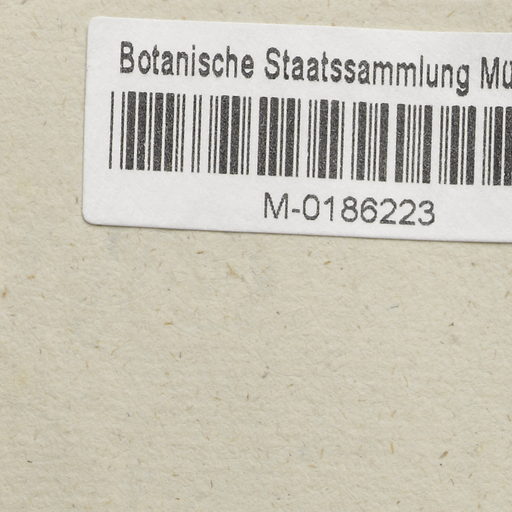 Botanische Staatssammlung Mü
M-0186223